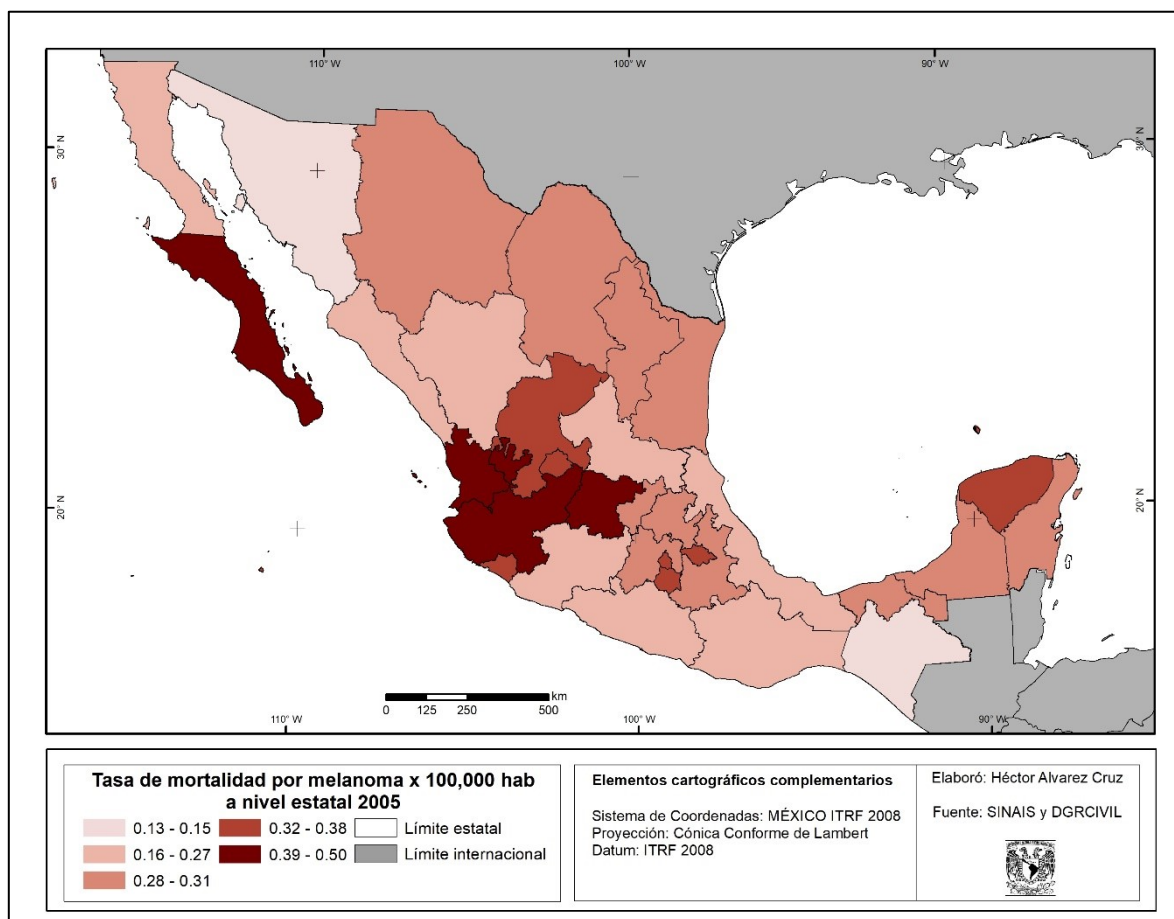 110° W
100° W
90° W
30° N
30° N
20° N
20° N
km
0 125 250 500
110° W
100° W
90° W
Tasa de mortalidad por melanoma x 100,000 hab
a nivel estatal 2005
0.13 - 0.15
0.32 - 0.38
Límite estatal
0.16 - 0.27
0.39 - 0.50
Límite internacional
0.28 - 0.31
Elementos cartográficos complementarios
Sistema de Coordenadas: MÉXICO ITRF 2008
Proyección: Cónica Conforme de Lambert
Datum: ITRF 2008
Elaboró: Héctor Alvarez Cruz
Fuente: SINAIS y DGRCIVIL